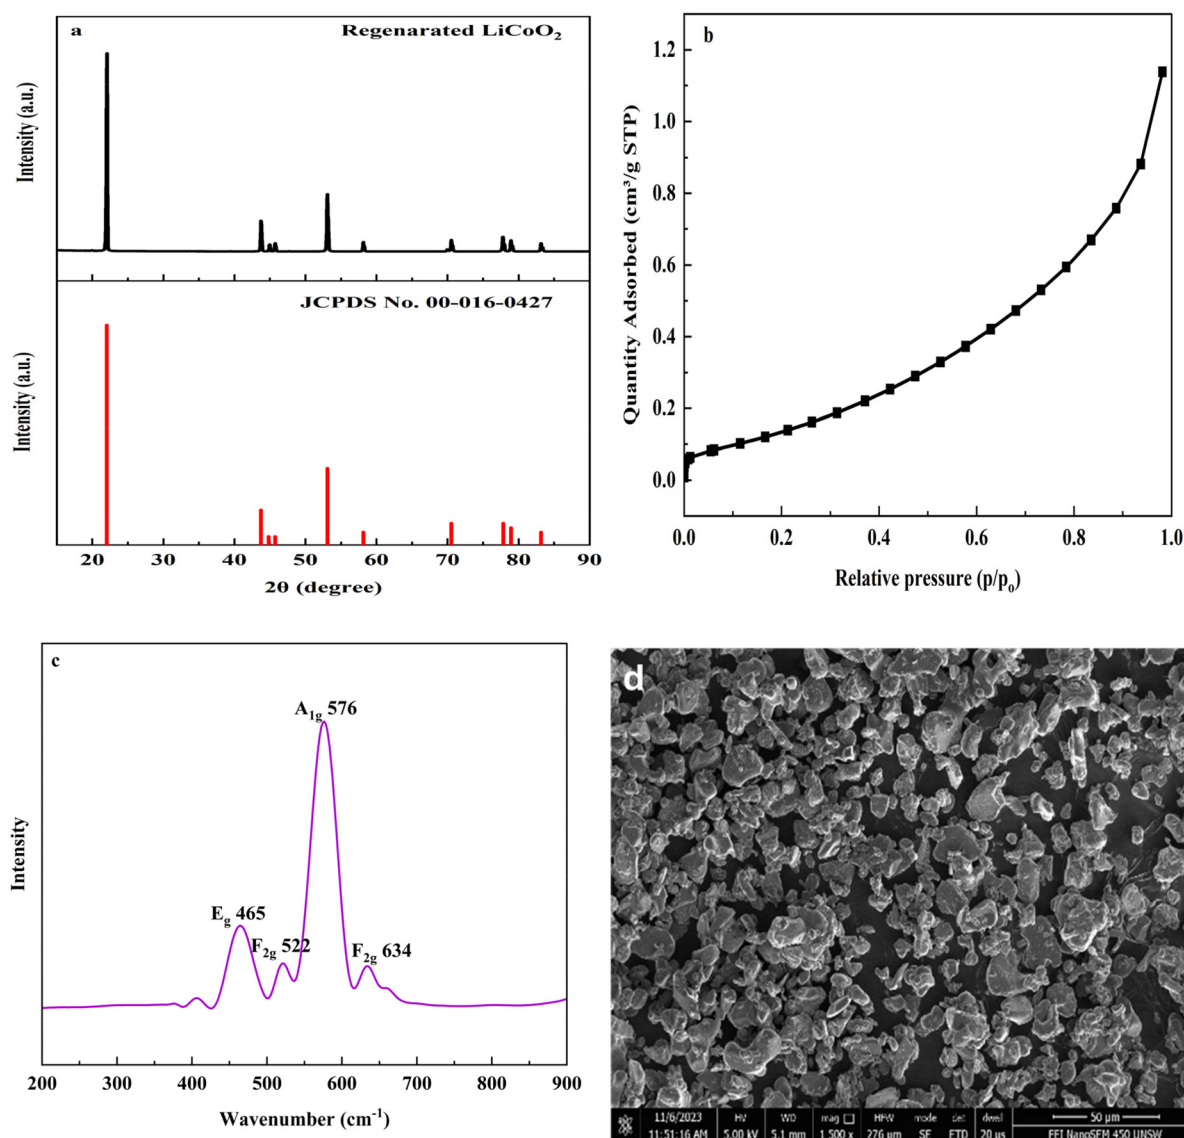 a
Regenarated LiCoO₂
Intensity (a.u.)
JCPDS No. 00-016-0427
Intensity (a.u.)
20 30 40 50 60 70 80 90
2θ (degree)
b
Quantity Adsorbed (cm³/g STP)
1.2
1.0
0.8
0.6
0.4
0.2
0.0
0.0 0.2 0.4 0.6 0.8 1.0
Relative pressure (p/p₀)
c
A₁g 576
Eg 465
F₂g 522
F₂g 634
Intensity
200 300 400 500 600 700 800 900
Wavenumber (cm⁻¹)
d
11/6/2023 HV WD mag HFW mode det dwell 50 µm
11:51:16 AM 5.00 kV 5.1 mm 1 500 x 276 µm SE ETD 20 µs FEI NanoSEM 450 UNSW